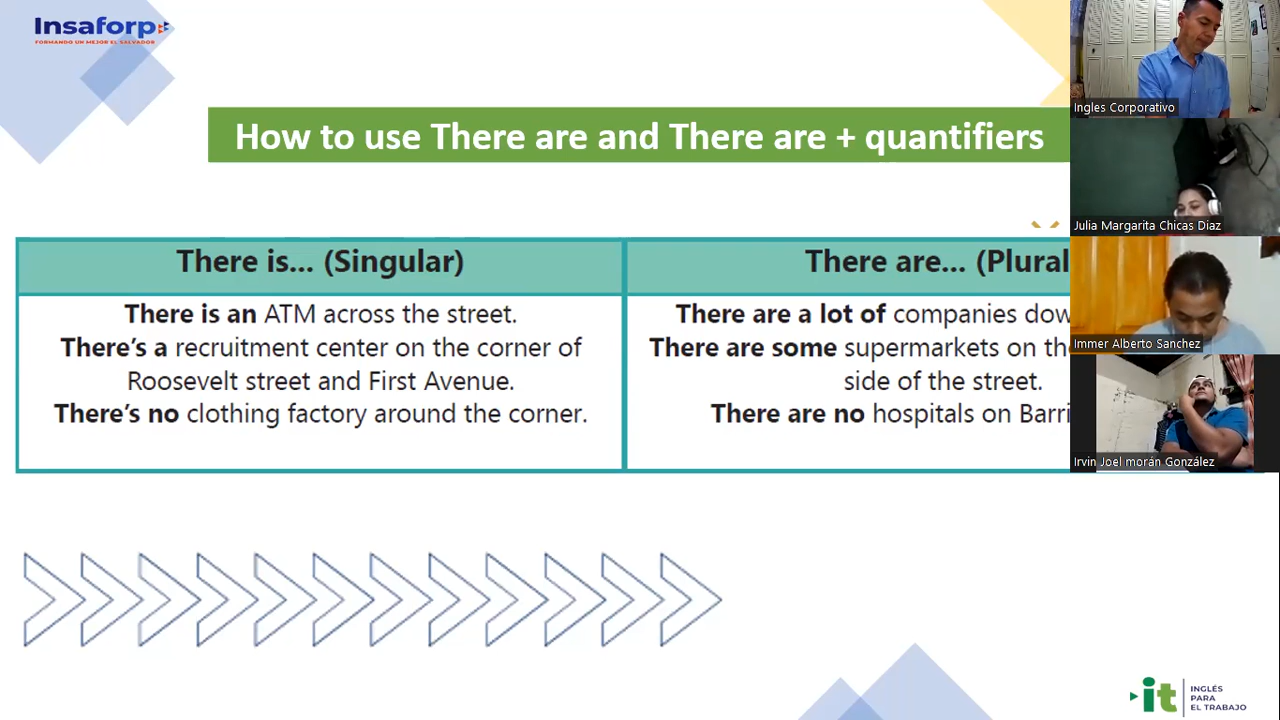 Insaforp
FORMANDO UN MEJOR EL SALVADOR
How to use There are and There are + quantifiers
There is... (Singular)
There is an ATM across the street.
There's a recruitment center on the corner of
Roosevelt street and First Avenue.
There's no clothing factory around the corner.
There are... (Plural
There are a lot of companies dow
There are some supermarkets on th
side of the street.
There are no hospitals on Barri
Ingles Corporativo
Julia Margarita Chicas Diaz
Immer Alberto Sanchez
Irvin Joel morán González
it
INGLÉS
PARA
EL TRABAJO